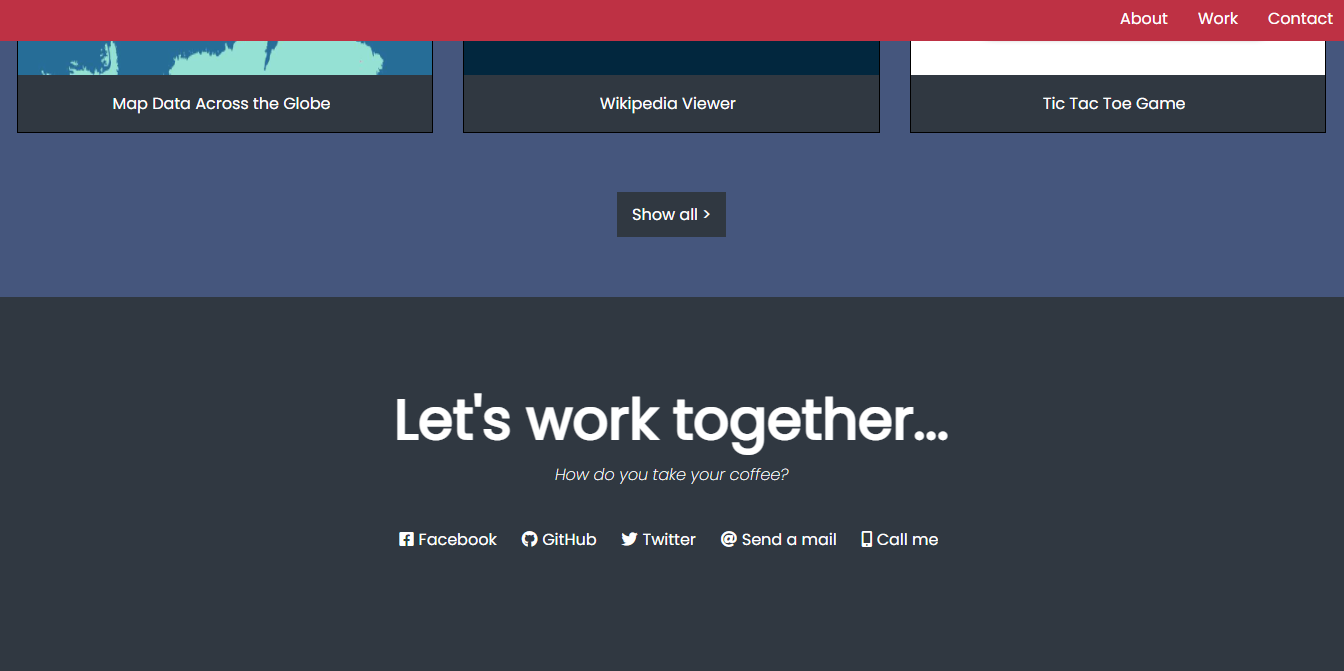 About Work Contact
Map Data Across the Globe
Wikipedia Viewer
Tic Tac Toe Game
Show all >
Let's work together...
How do you take your coffee?
Facebook GitHub Twitter Send a mail Call me